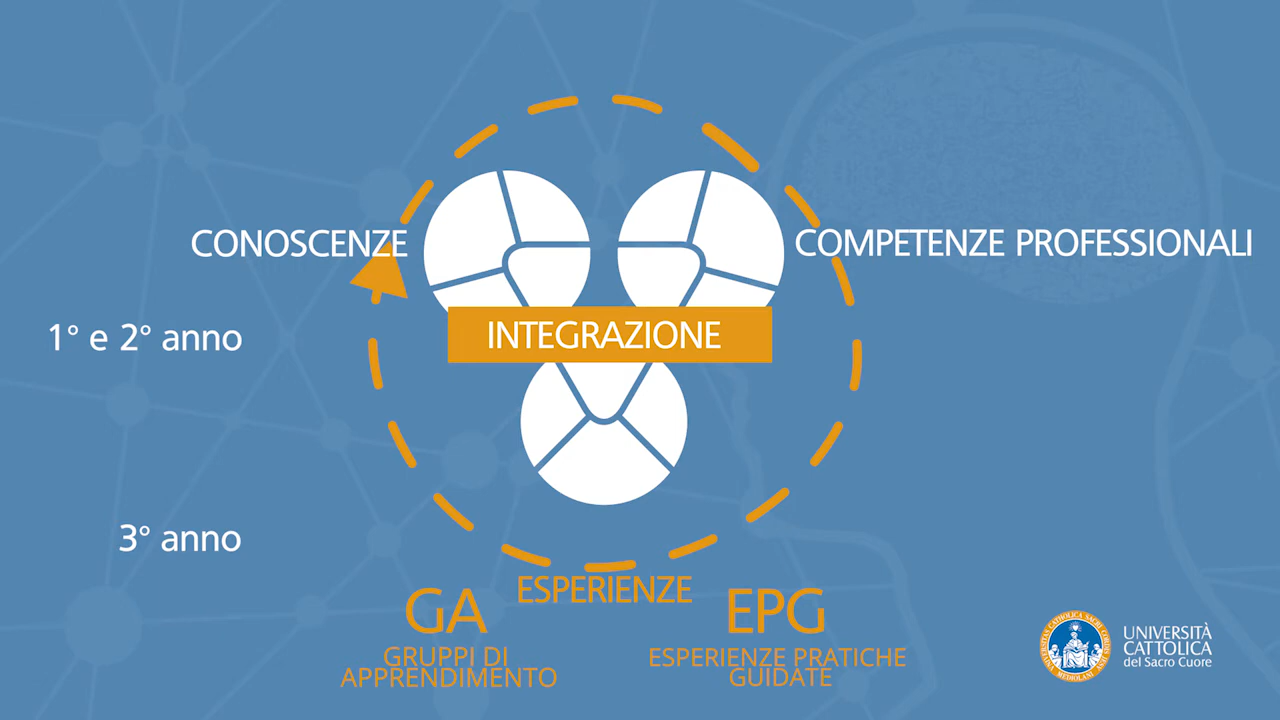 CONOSCENZE
COMPETENZE PROFESSIONALI
1° e 2° anno
INTEGRAZIONE
3° anno
ESPERIENZE
GA
EPG
GRUPPI DI
APPRENDIMENTO
ESPERIENZE PRATICHE
GUIDATE
UNIVERSITÀ
CATTOLICA
del Sacro Cuore